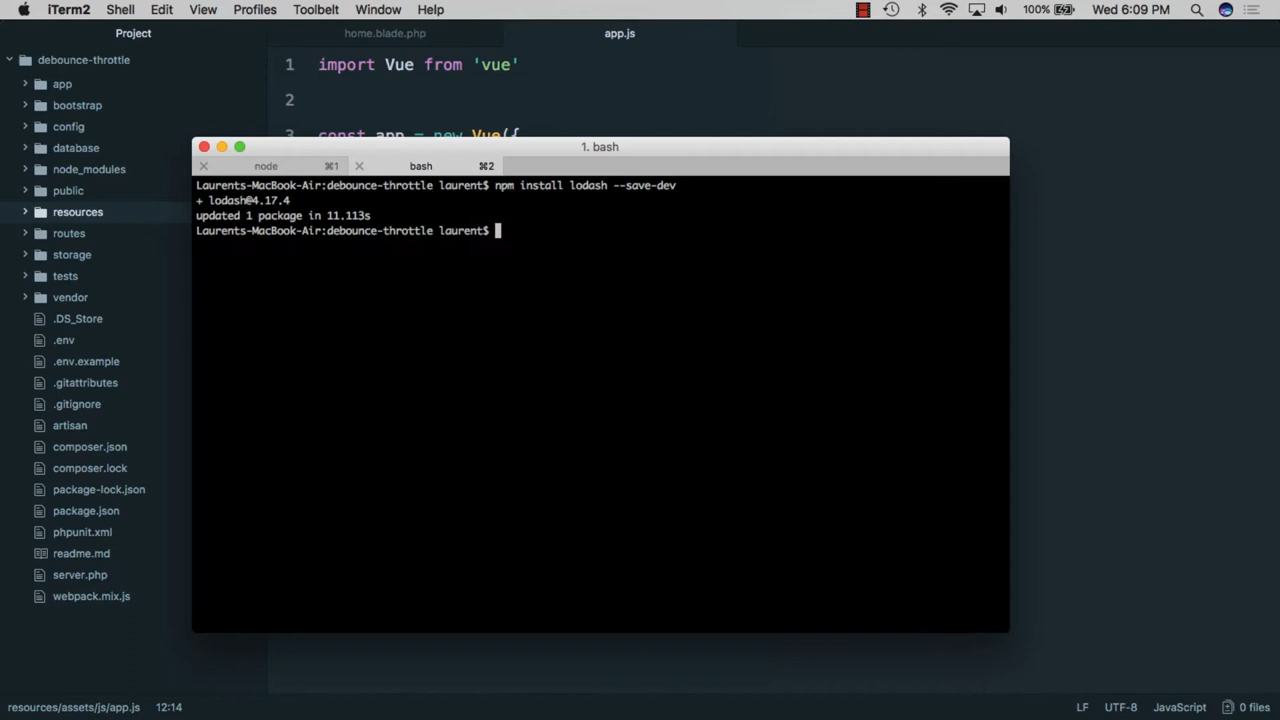 iTerm2 Shell Edit View Profiles Toolbelt Window Help 100% Wed 6:09 PM
Project home.blade.php app.js
debounce-throttle
app
bootstrap
config
database
node_modules
public
resources
routes
storage
tests
vendor
.DS_Store
.env
.env.example
.gitattributes
.gitignore
artisan
composer.json
composer.lock
package-lock.json
package.json
phpunit.xml
readme.md
server.php
webpack.mix.js
1 import Vue from 'vue'
2
3 const app = new Vue({
1. bash
node ⌘1 bash ⌘2
Laurents-MacBook-Air:debounce-throttle laurent$ npm install lodash --save-dev
+ lodash@4.17.4
updated 1 package in 11.113s
Laurents-MacBook-Air:debounce-throttle laurent$
resources/assets/js/app.js 12:14 LF UTF-8 JavaScript 0 files